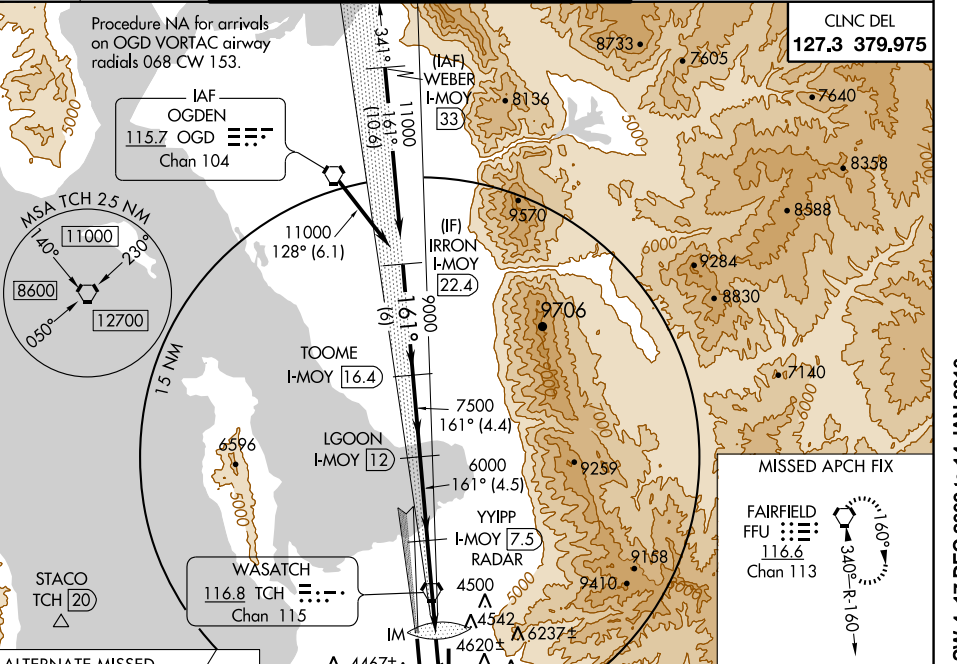 Procedure NA for arrivals
on OGD VORTAC airway
radials 068 CW 153.
CLNC DEL
127.3 379.975
IAF
OGDEN
115.7 OGD
Chan 104
341°
161°
(10.6)
11000
(IAF)
WEBER
I-MOY
33
8733
7605
8136
7640
5000
5000
8358
8588
9570
6000
9284
8830
MSA TCH 25 NM
140°
11000
230°
8600
12700
050°
11000
128° (6.1)
(IF)
IRRON
I-MOY
22.4
161°
(6)
9000
9706
15 NM
TOOME
I-MOY 16.4
7140
6000
7000
7500
161° (4.4)
LGOON
I-MOY 12
6000
161° (4.5)
6596
5000
9259
YYIPP
I-MOY 7.5
RADAR
9158
9410
MISSED APCH FIX
FAIRFIELD
FFU
116.6
Chan 113
160°
340°
R-160
WASATCH
116.8 TCH
Chan 115
STACO
TCH 20
4500
4542
6237±
IM
4620±
4467±
ALTERNATE MISSED